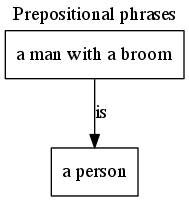 Prepositional phrases
a man with a broom
is
a person